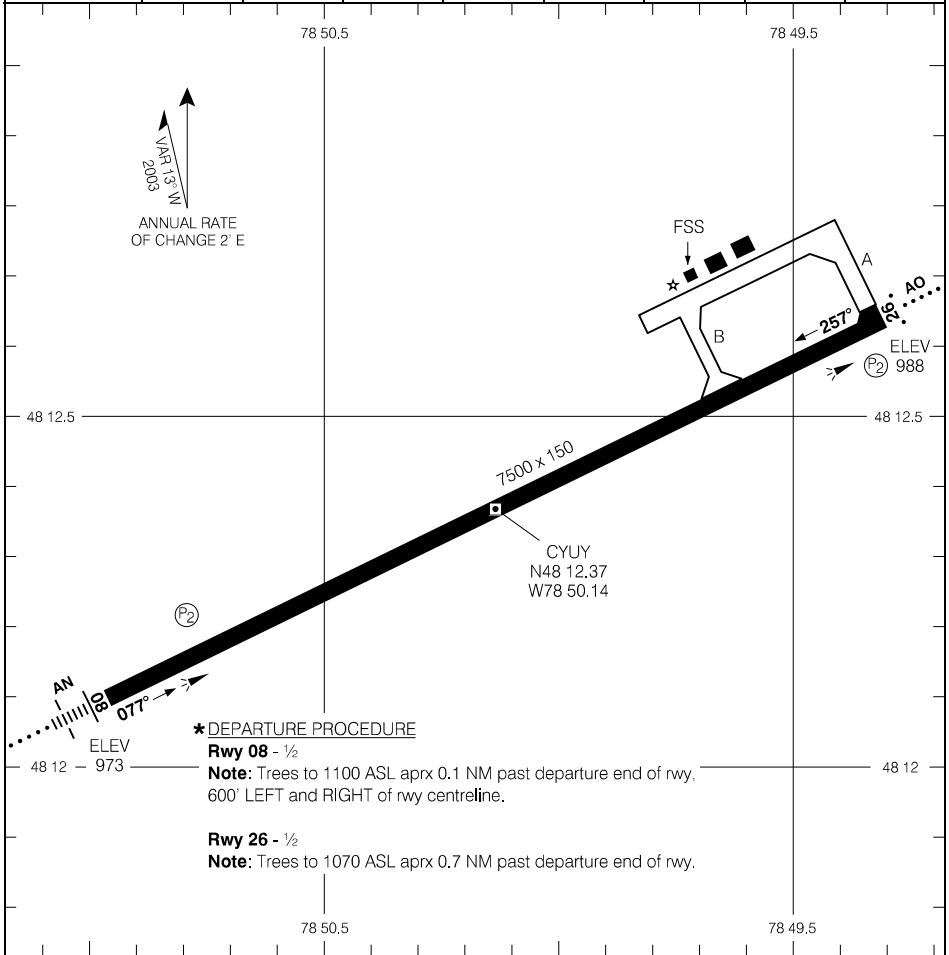 78 50.5
78 49.5
VAR 13° W
2003
ANNUAL RATE
OF CHANGE 2' E
FSS
A
AO
26
B
257°
ELEV
988
P2
48 12.5
48 12.5
7500 x 150
CYUY
N48 12.37
W78 50.14
P2
AN
08
077°
ELEV
973
★DEPARTURE PROCEDURE
Rwy 08 - ½
Note: Trees to 1100 ASL aprx 0.1 NM past departure end of rwy,
600' LEFT and RIGHT of rwy centreline.
48 12
48 12
Rwy 26 - ½
Note: Trees to 1070 ASL aprx 0.7 NM past departure end of rwy.
78 50.5
78 49.5